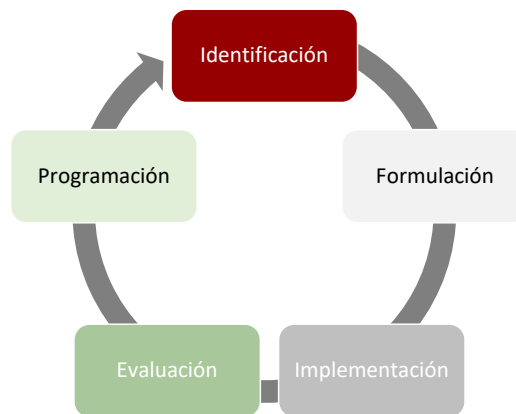 Identificación
Programación
Formulación
Evaluación
Implementación